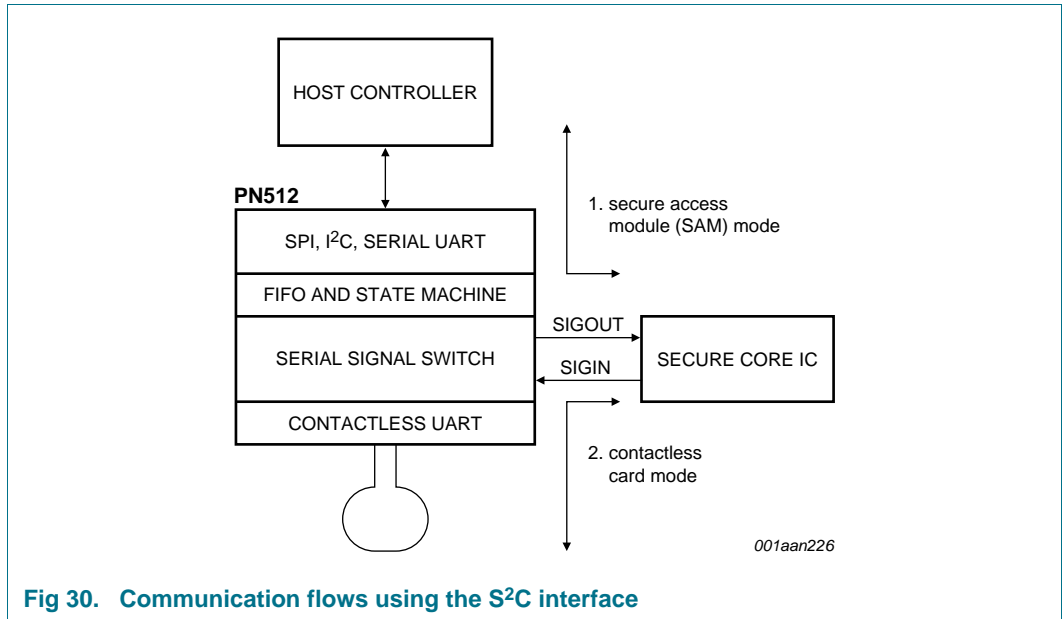 HOST CONTROLLER
PN512
SPI, I²C, SERIAL UART
FIFO AND STATE MACHINE
SERIAL SIGNAL SWITCH
CONTACTLESS UART
1. secure access
module (SAM) mode
SIGOUT
SIGIN
SECURE CORE IC
2. contactless
card mode
001aan226
Fig 30. Communication flows using the S²C interface